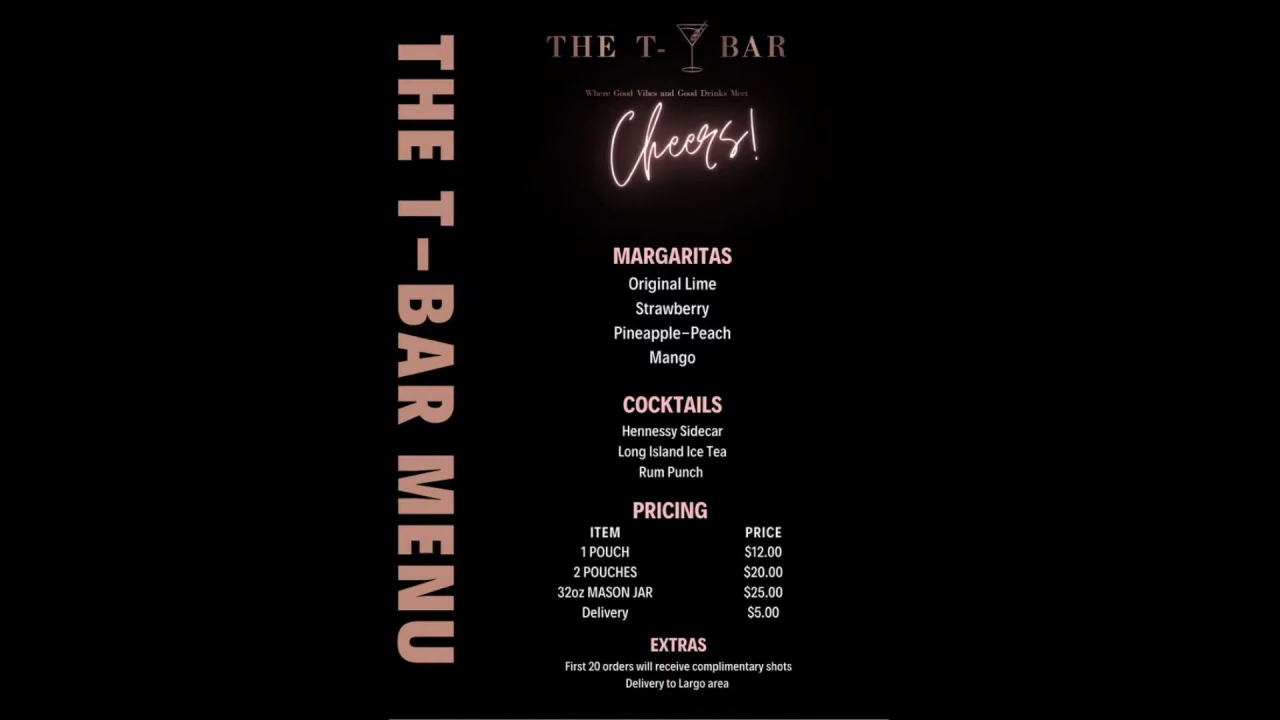 THE T-BAR MENU
THE T- BAR
Where Good Vibes and Good Drinks Meet
Cheers!
MARGARITAS
Original Lime
Strawberry
Pineapple-Peach
Mango
COCKTAILS
Hennessy Sidecar
Long Island Ice Tea
Rum Punch
PRICING
ITEM PRICE
1 POUCH $12.00
2 POUCHES $20.00
32oz MASON JAR $25.00
Delivery $5.00
EXTRAS
First 20 orders will receive complimentary shots
Delivery to Largo area